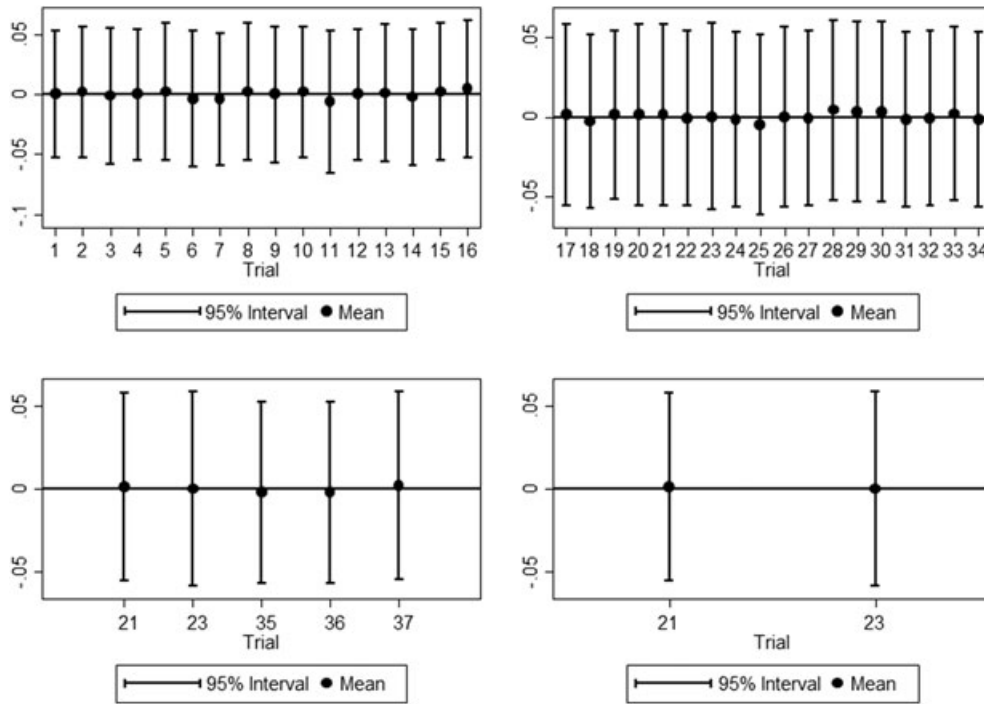 .05
0
-.05
-.1
1 2 3 4 5 6 7 8 9 10 11 12 13 14 15 16
Trial
95% Interval Mean
.05
0
-.05
17 18 19 20 21 22 23 24 25 26 27 28 29 30 31 32 33 34
Trial
95% Interval Mean
.05
0
-.05
21 23 35 36 37
Trial
95% Interval Mean
.05
0
-.05
21 23
Trial
95% Interval Mean